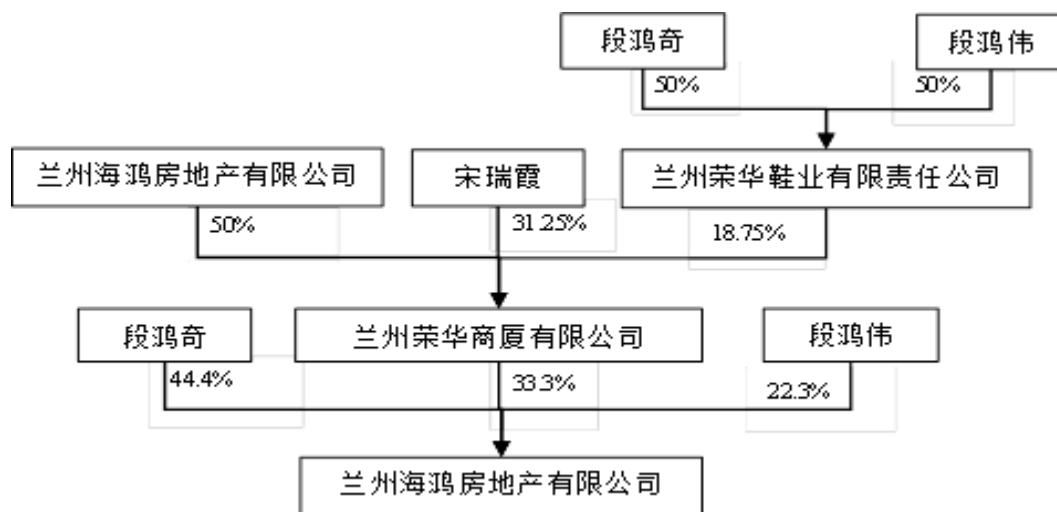 段鸿奇
段鸿伟
50%
50%
兰州海鸿房地产有限公司
宋瑞霞
兰州荣华鞋业有限责任公司
50%
31.25%
18.75%
段鸿奇
兰州荣华商厦有限公司
段鸿伟
44.4%
33.3%
22.3%
兰州海鸿房地产有限公司